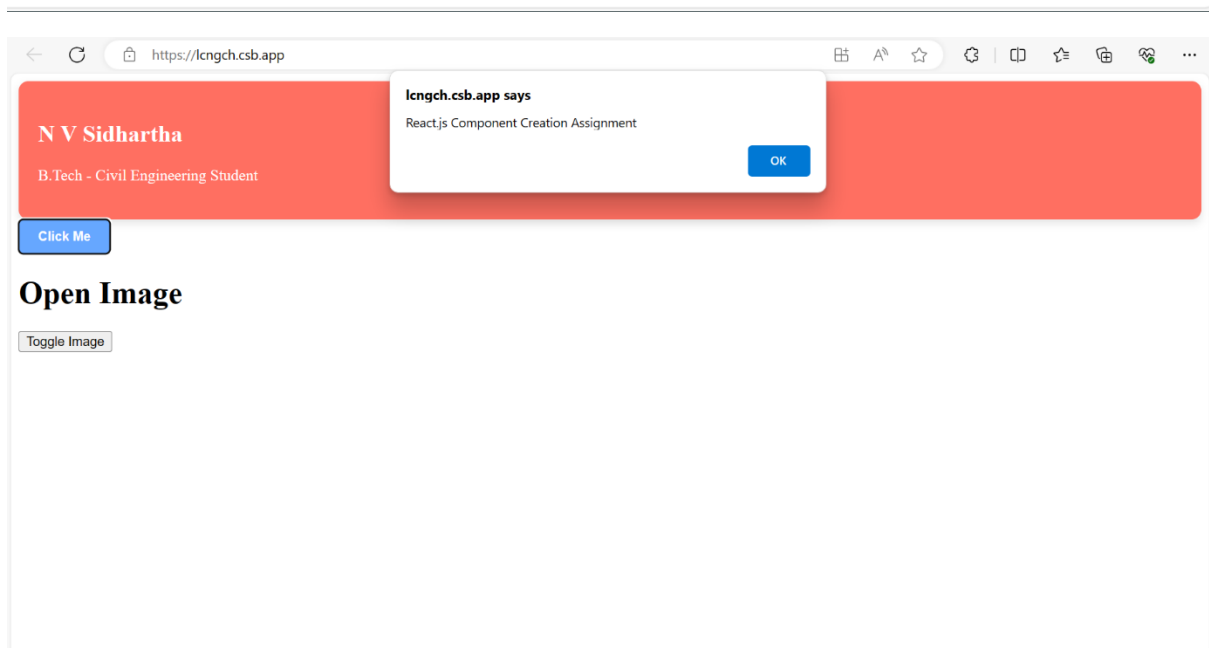 https://lcngch.csb.app
lcngch.csb.app says
React.js Component Creation Assignment
OK
N V Sidhartha
B.Tech - Civil Engineering Student
Click Me
Open Image
Toggle Image